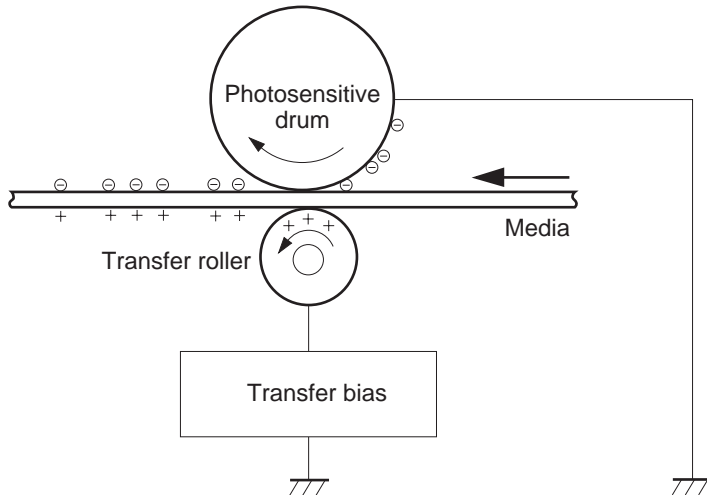 Photosensitive
drum
Media
Transfer roller
Transfer bias